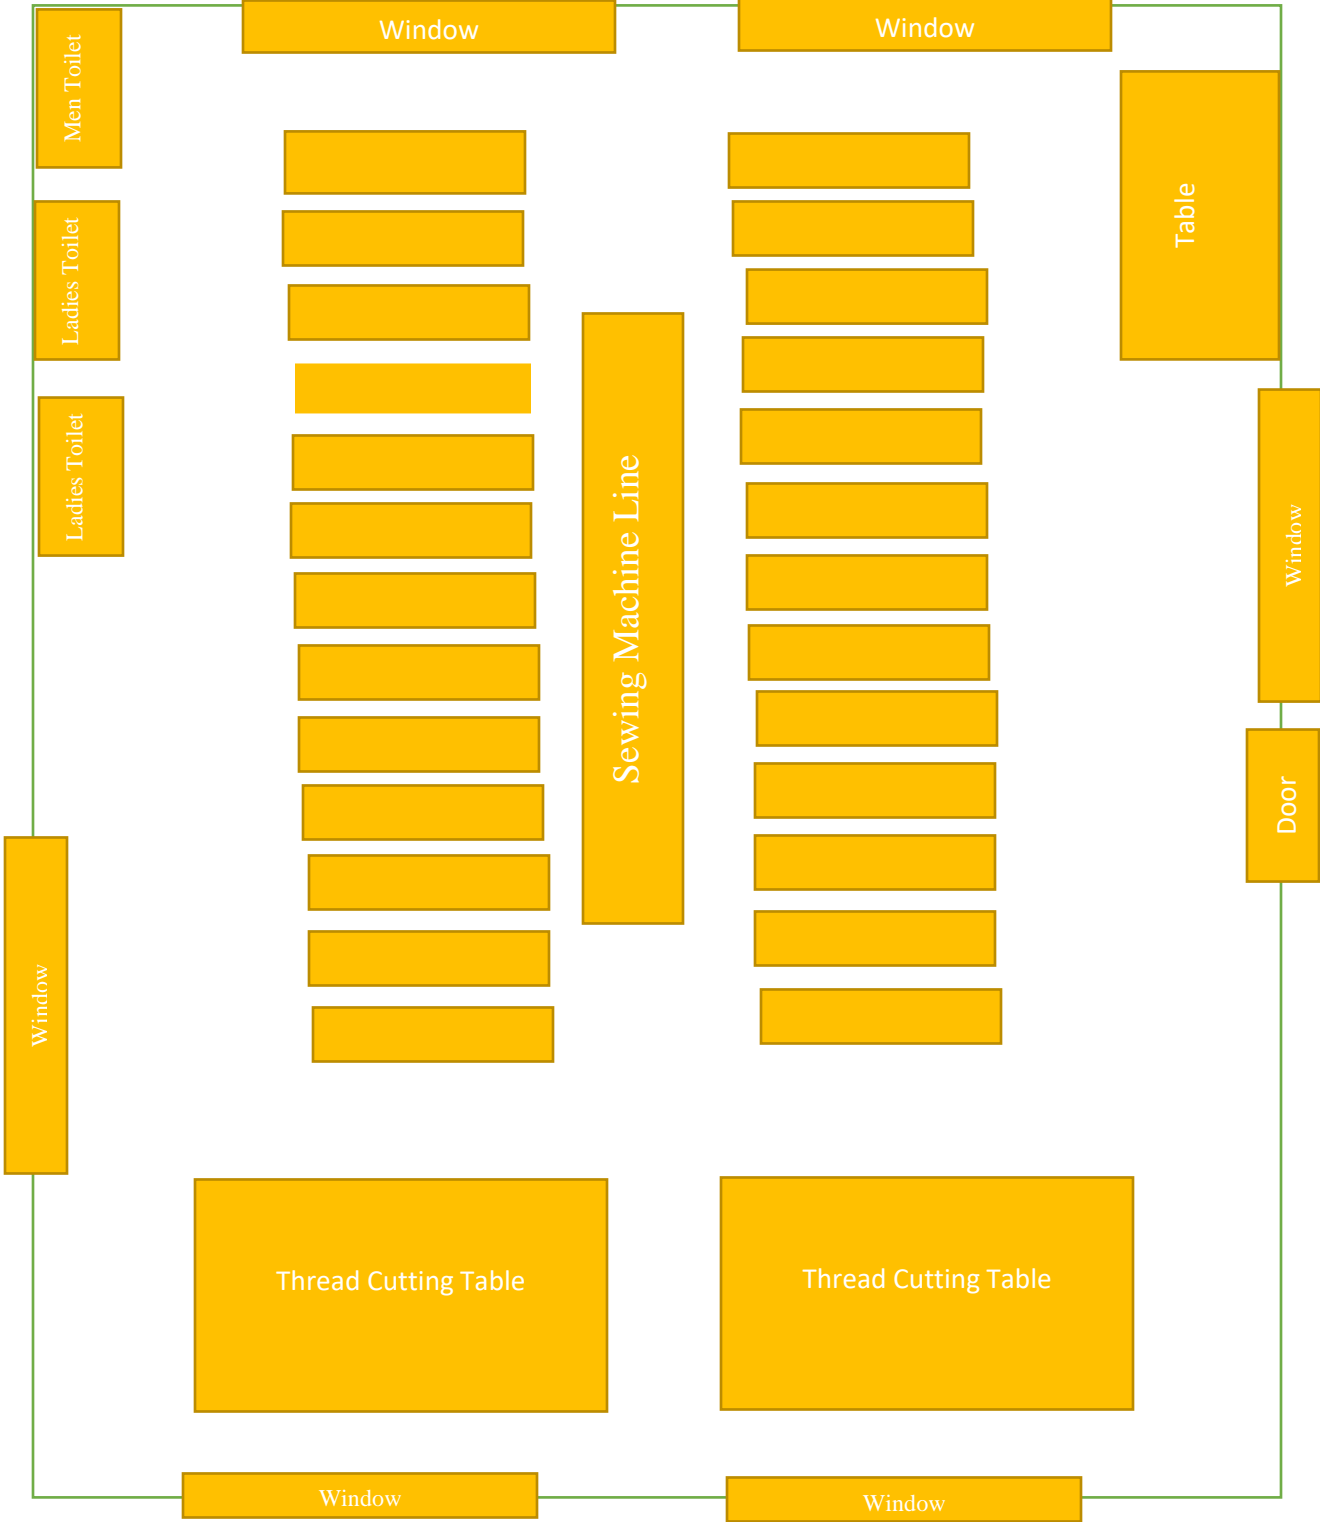 Window
Window
Men Toilet
Ladies Toilet
Table
Ladies Toilet
Sewing Machine Line
Window
Door
Window
Thread Cutting Table
Thread Cutting Table
Window
Window